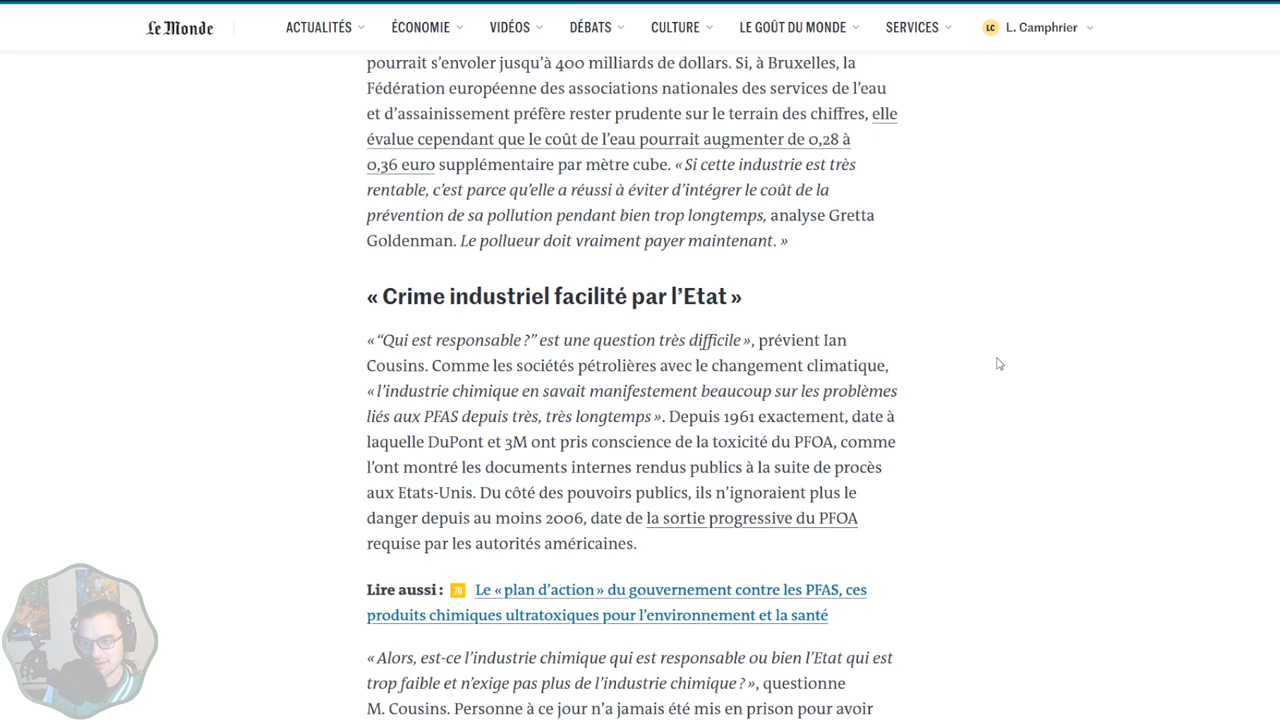 Le Monde
ACTUALITÉS ÉCONOMIE VIDÉOS DÉBATS CULTURE LE GOÛT DU MONDE SERVICES LC L. Camphrier
pourrait s’envoler jusqu’à 400 milliards de dollars. Si, à Bruxelles, la
Fédération européenne des associations nationales des services de l’eau
et d’assainissement préfère rester prudente sur le terrain des chiffres, elle
évalue cependant que le coût de l’eau pourrait augmenter de 0,28 à
0,36 euro supplémentaire par mètre cube. « Si cette industrie est très
rentable, c’est parce qu’elle a réussi à éviter d’intégrer le coût de la
prévention de sa pollution pendant bien trop longtemps, analyse Gretta
Goldenman. Le pollueur doit vraiment payer maintenant. »
« Crime industriel facilité par l’Etat »
« “Qui est responsable ?” est une question très difficile », prévient Ian
Cousins. Comme les sociétés pétrolières avec le changement climatique,
« l’industrie chimique en savait manifestement beaucoup sur les problèmes
liés aux PFAS depuis très, très longtemps ». Depuis 1961 exactement, date à
laquelle DuPont et 3M ont pris conscience de la toxicité du PFOA, comme
l’ont montré les documents internes rendus publics à la suite de procès
aux Etats-Unis. Du côté des pouvoirs publics, ils n’ignoraient plus le
danger depuis au moins 2006, date de la sortie progressive du PFOA
requise par les autorités américaines.
Lire aussi : M Le « plan d’action » du gouvernement contre les PFAS, ces
produits chimiques ultratoxiques pour l’environnement et la santé
« Alors, est-ce l’industrie chimique qui est responsable ou bien l’Etat qui est
trop faible et n’exige pas plus de l’industrie chimique ? », questionne
M. Cousins. Personne à ce jour n’a jamais été mis en prison pour avoir